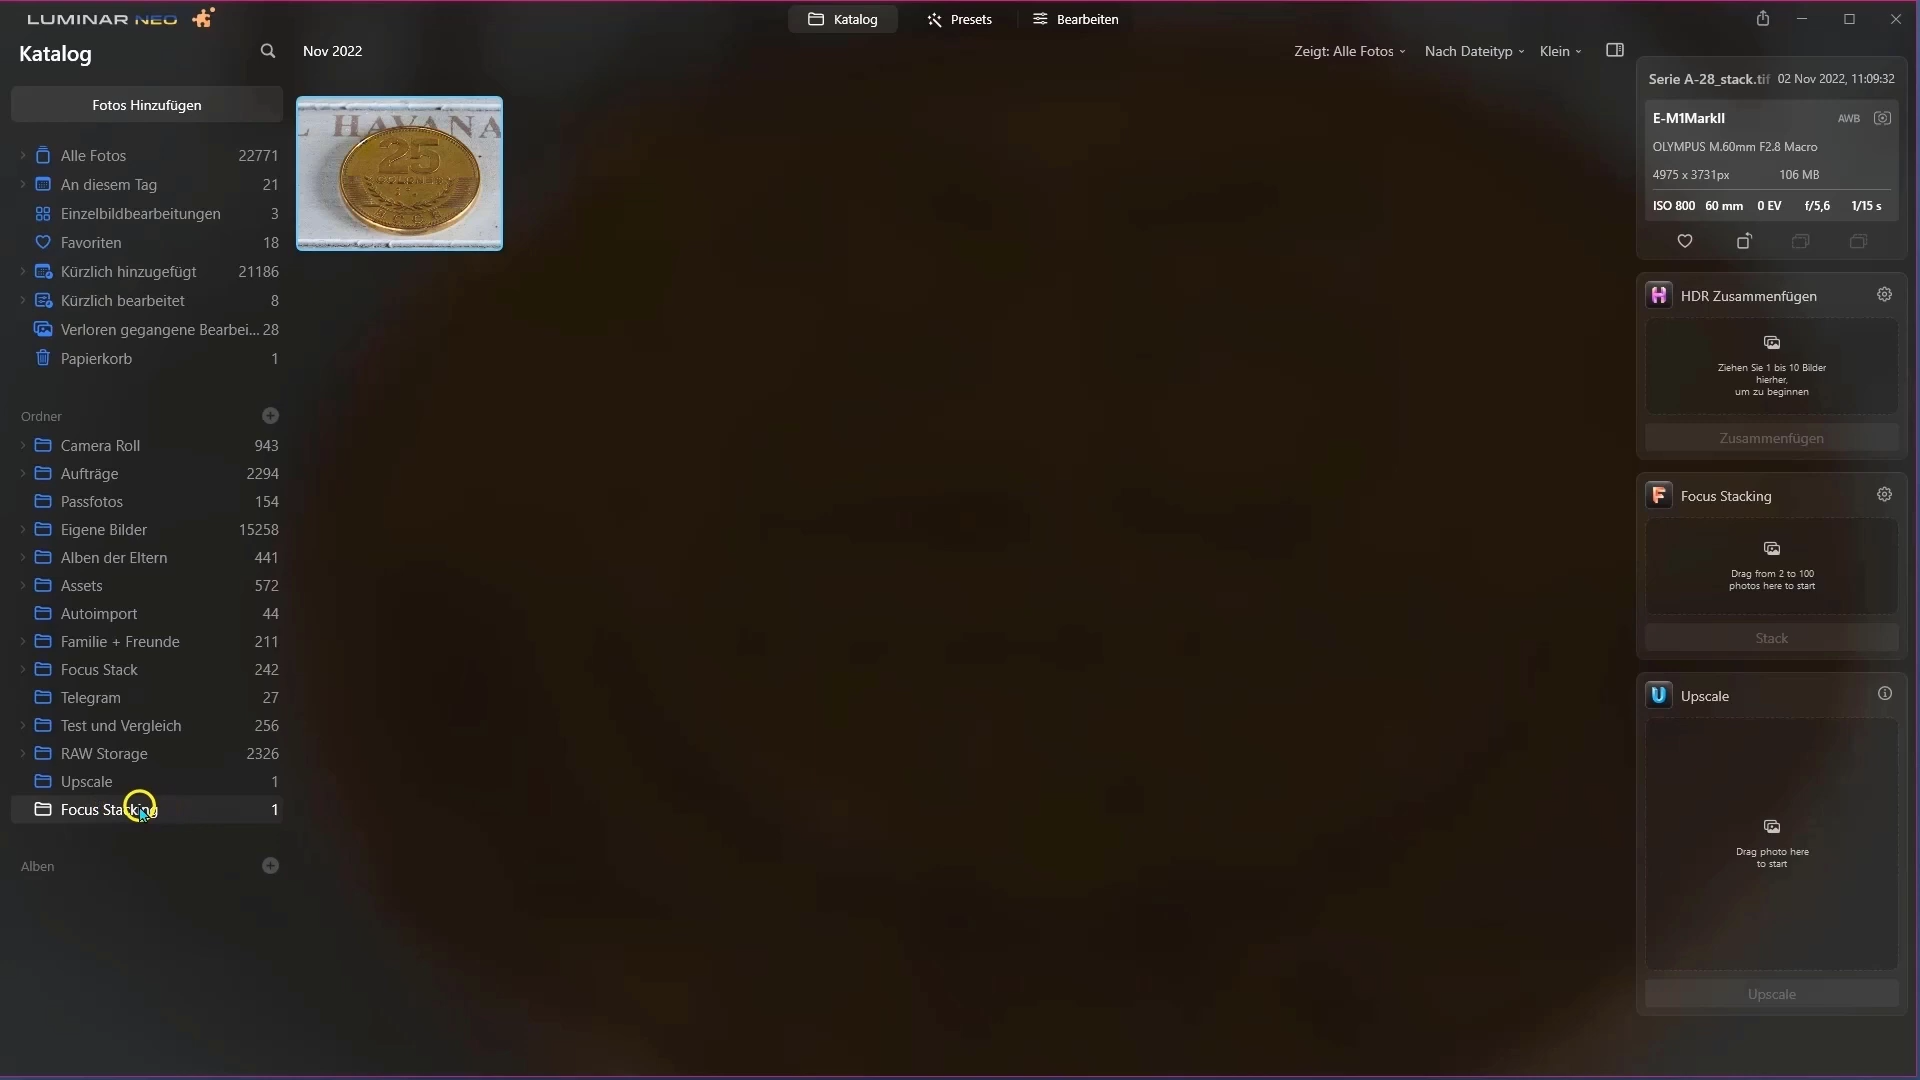 LUMINAR NEO
Katalog
Presets
Bearbeiten
Katalog
Nov 2022
Zeigt: Alle Fotos
Nach Dateityp
Klein
Fotos Hinzufügen
Alle Fotos 22771
An diesem Tag 21
Einzelbildbearbeitungen 3
Favoriten 18
Kürzlich hinzugefügt 21186
Kürzlich bearbeitet 8
Verloren gegangene Bearbei... 28
Papierkorb 1
Ordner
Camera Roll 943
Aufträge 2294
Passfotos 154
Eigene Bilder 15258
Alben der Eltern 441
Assets 572
Autoimport 44
Familie + Freunde 211
Focus Stack 242
Telegram 27
Test und Vergleich 256
RAW Storage 2326
Upscale 1
Focus Stacking 1
Alben
L HAVANA
25
COLONES
Serie A-28_stack.tif 02 Nov 2022, 11:09:32
E-M1MarkII AWB
OLYMPUS M.60mm F2.8 Macro
4975 x 3731px 106 MB
ISO 800 60 mm 0 EV f/5,6 1/15 s
H HDR Zusammenfügen
Ziehen Sie 1 bis 10 Bilder
hierher,
um zu beginnen
Zusammenfügen
F Focus Stacking
Drag from 2 to 100
photos here to start
Stack
U Upscale
Drag photo here
to start
Upscale